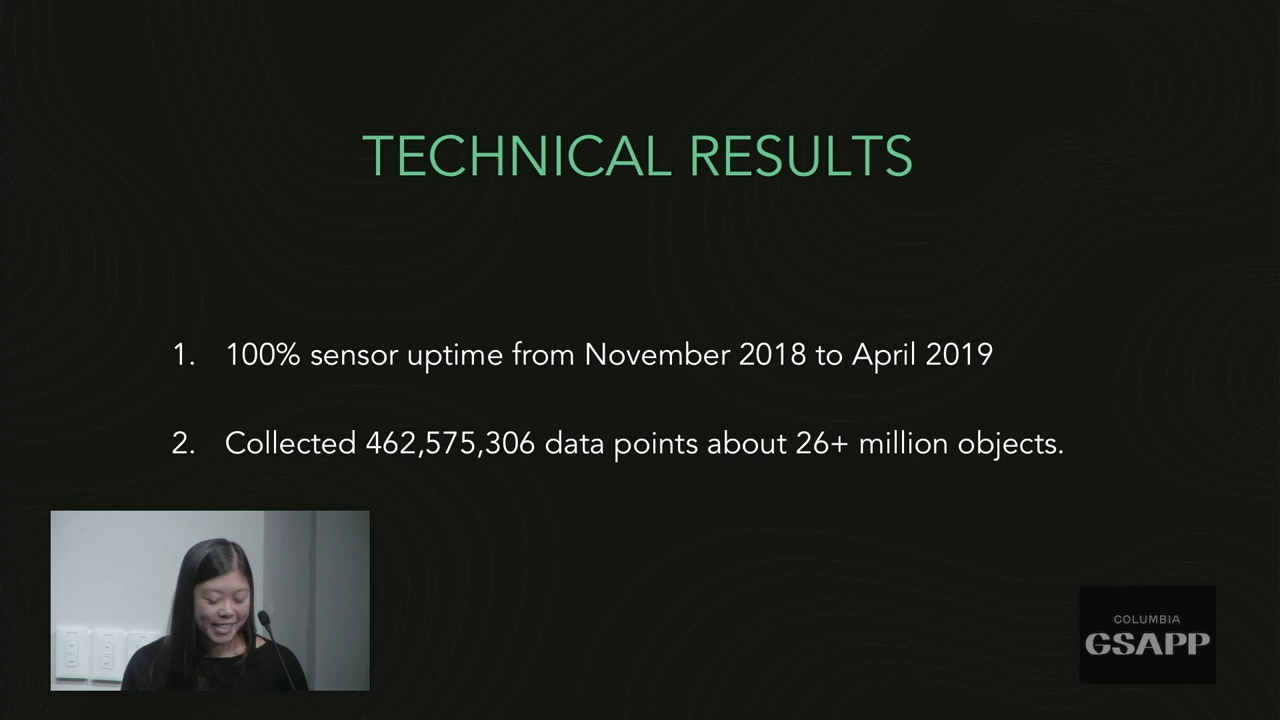 TECHNICAL RESULTS
1. 100% sensor uptime from November 2018 to April 2019
2. Collected 462,575,306 data points about 26+ million objects.
COLUMBIA
GSAPP